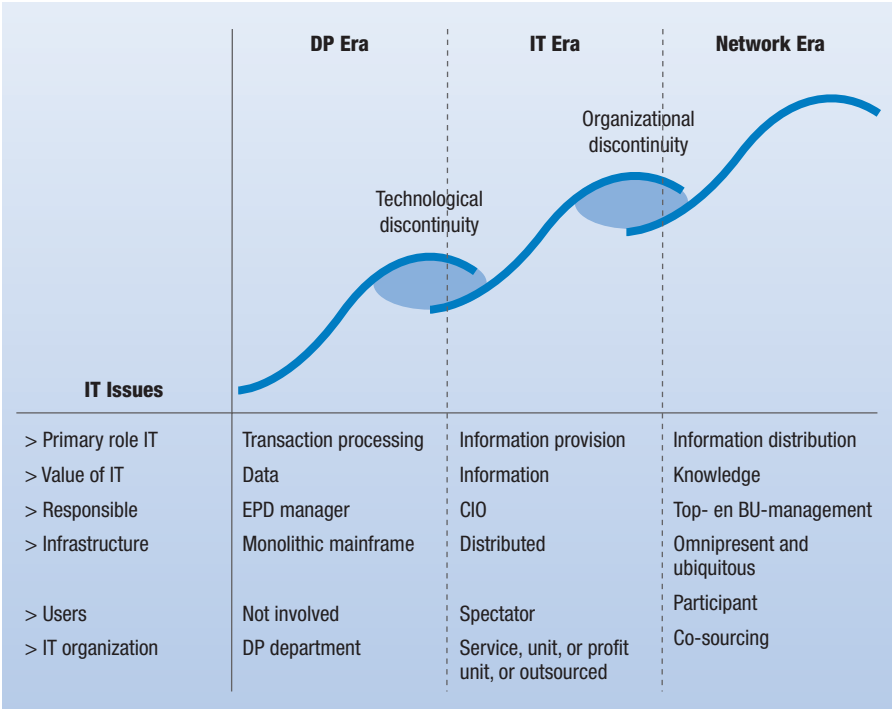 DP Era
IT Era
Network Era
Organizational
discontinuity
Technological
discontinuity
IT Issues
> Primary role IT
Transaction processing
Information provision
Information distribution
> Value of IT
Data
Information
Knowledge
> Responsible
EPD manager
CIO
Top- en BU-management
> Infrastructure
Monolithic mainframe
Distributed
Omnipresent and
ubiquitous
> Users
Not involved
Spectator
Participant
> IT organization
DP department
Service, unit, or profit
unit, or outsourced
Co-sourcing